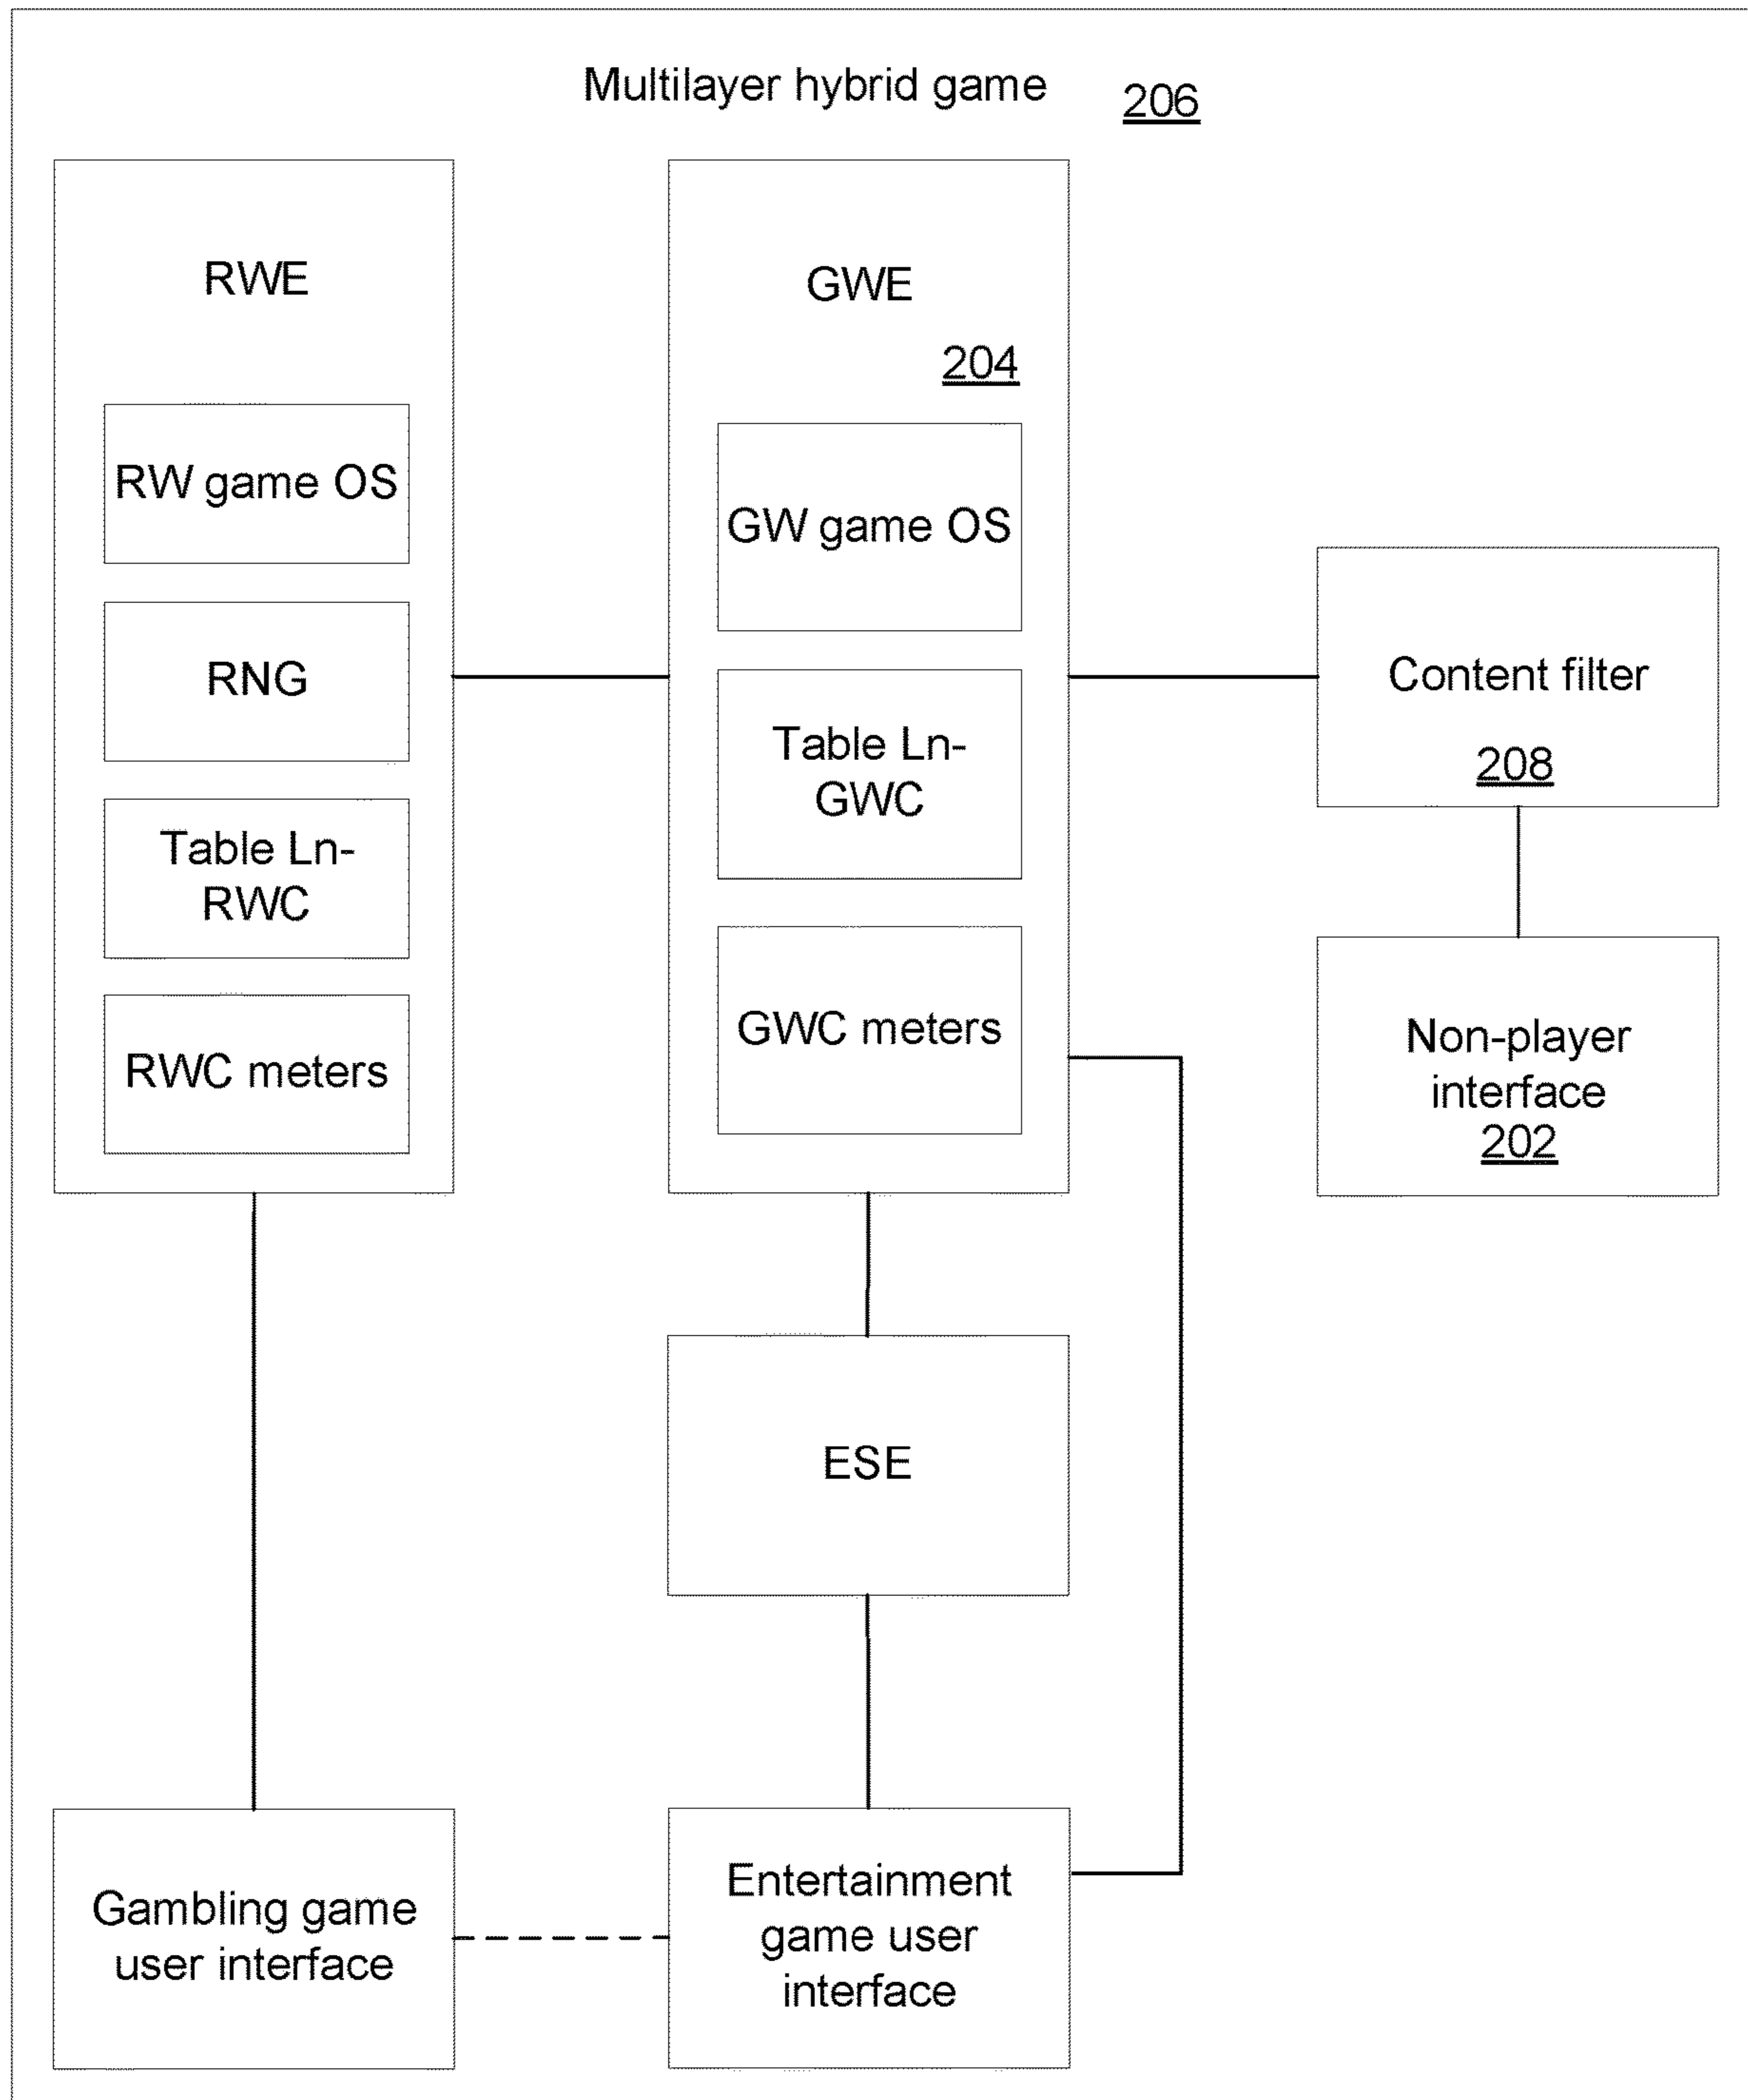 Multilayer hybrid game 206
RWE
RW game OS
RNG
Table Ln-
RWC
RWC meters
GWE
204
GW game OS
Table Ln-
GWC
GWC meters
Content filter
208
Non-player
interface
202
ESE
Gambling game
user interface
Entertainment
game user
interface